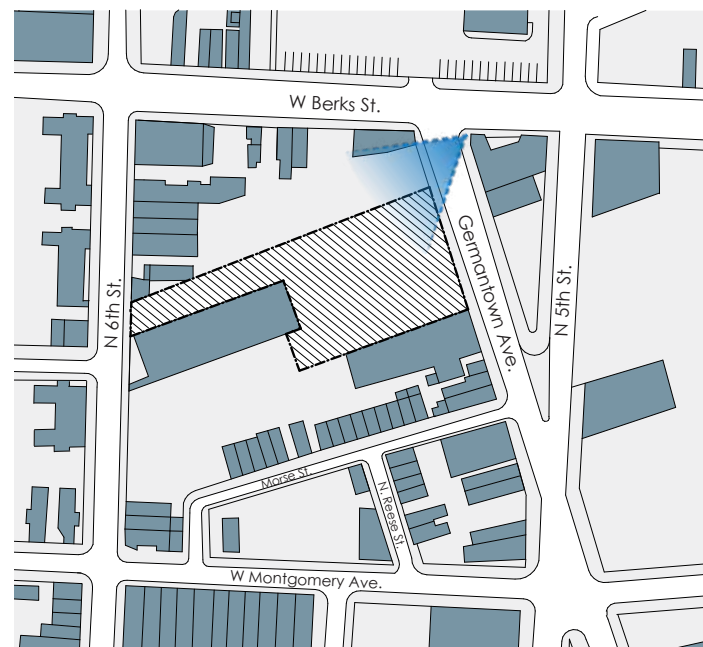 W Berks St.
Germantown Ave.
N 6th St.
N 5th St.
Morse St.
N. Reese St.
W Montgomery Ave.